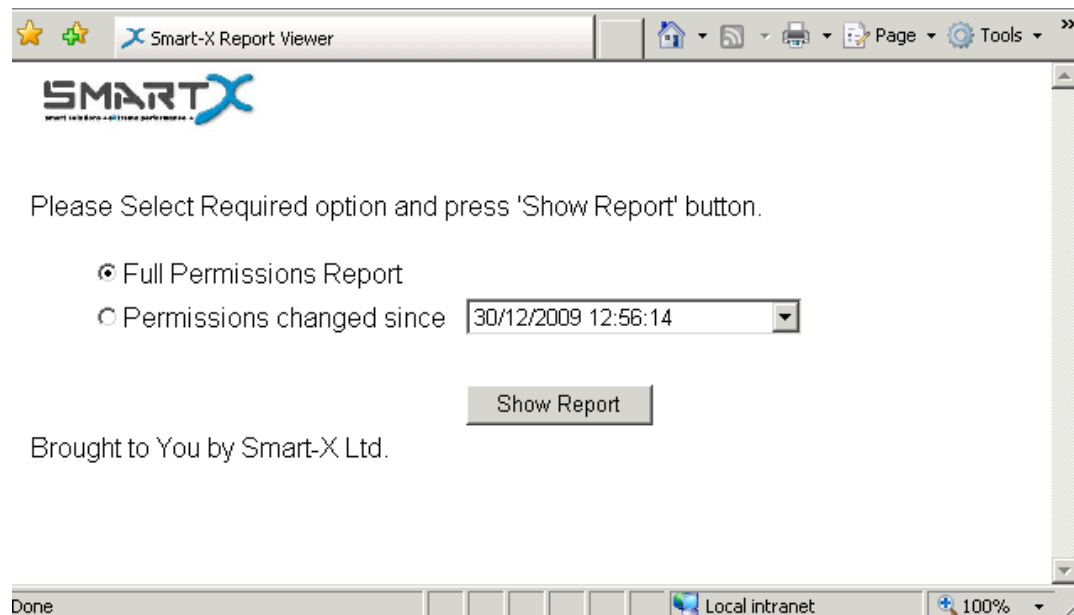 Smart-X Report Viewer
Page
Tools
»
SMARTX
Please Select Required option and press 'Show Report' button.
Full Permissions Report
Permissions changed since 30/12/2009 12:56:14
Show Report
Brought to You by Smart-X Ltd.
Done
Local intranet
100%